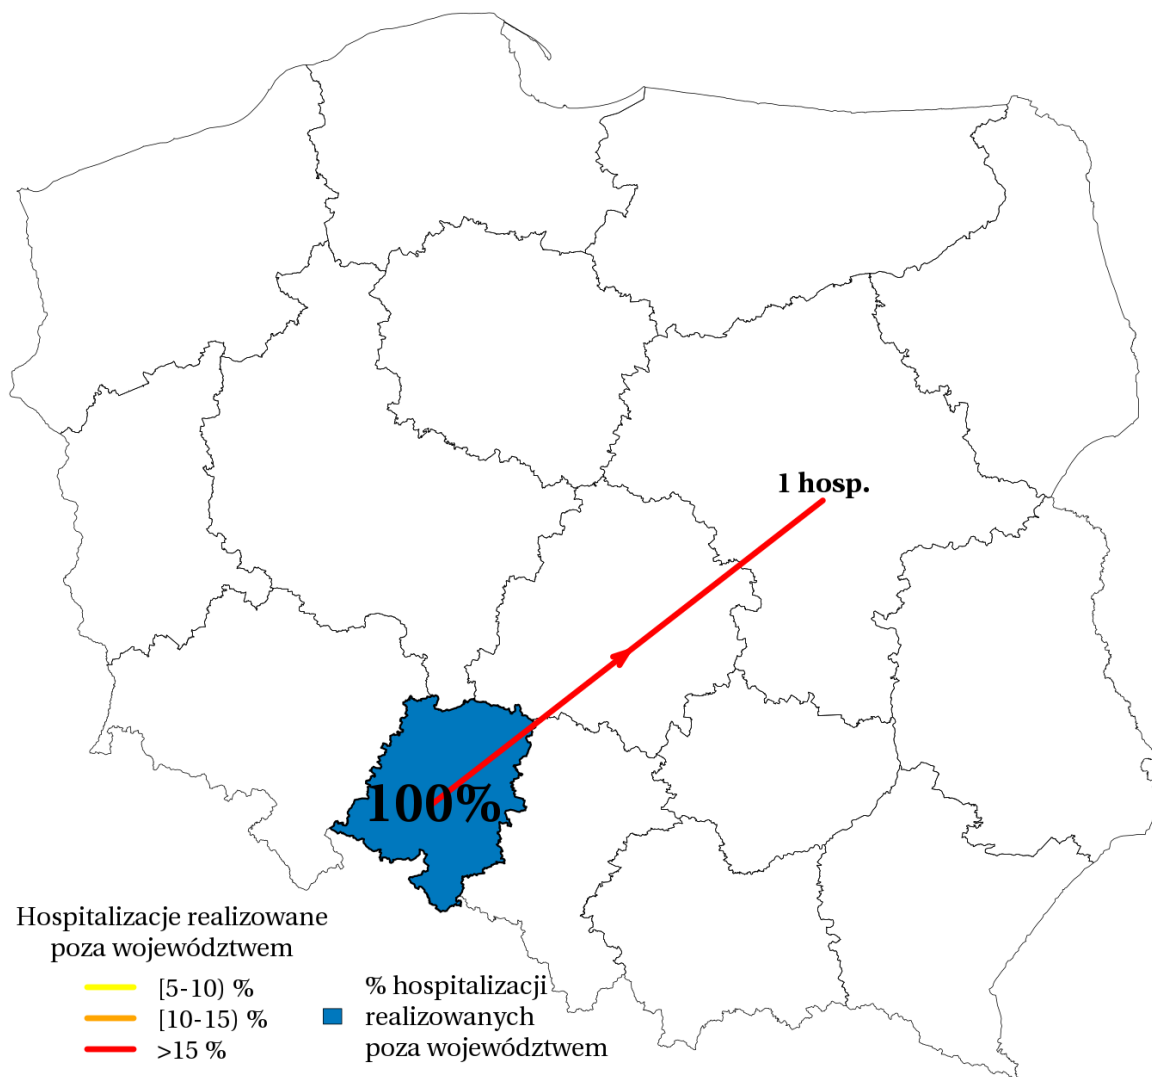 1 hosp.
100%
Hospitalizacje realizowane
poza województwem
[5-10) %
[10-15) %
>15 %
% hospitalizacji
realizowanych
poza województwem